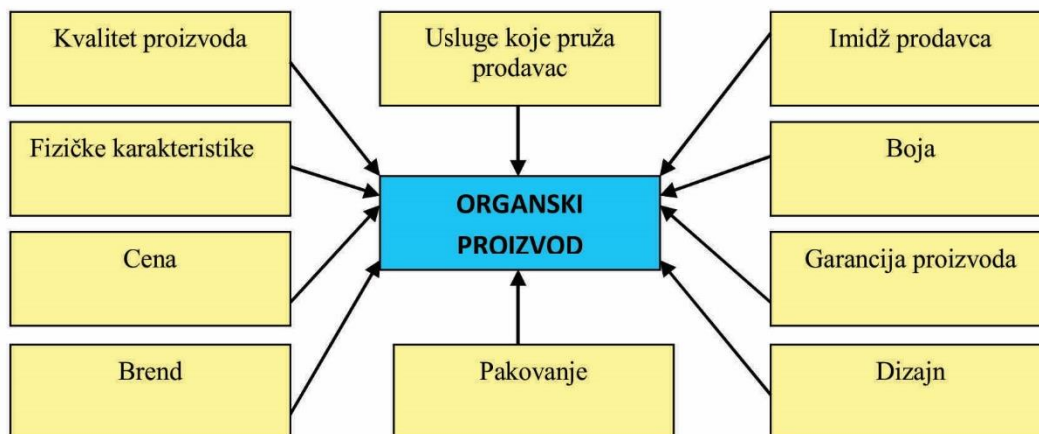 Kvalitet proizvoda
Usluge koje pruža
prodavac
Imidž prodavca
Fizičke karakteristike
Boja
ORGANSKI
PROIZVOD
Cena
Garancija proizvoda
Brend
Pakovanje
Dizajn